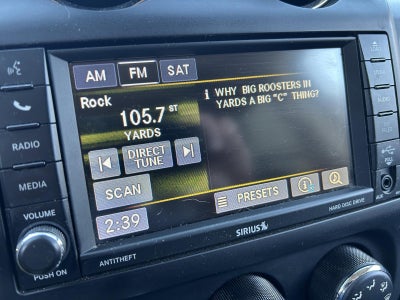 AM FM SAT
Rock
105.7 ST
YARDS
i WHY BIG ROOSTERS IN
YARDS A BIG "C" THING?
DIRECT
TUNE
SCAN
PRESETS
2:39
RADIO
MEDIA
VOLUME
PUSH ON
ANTITHEFT
SIRIUS
HARD DISC DRIVE